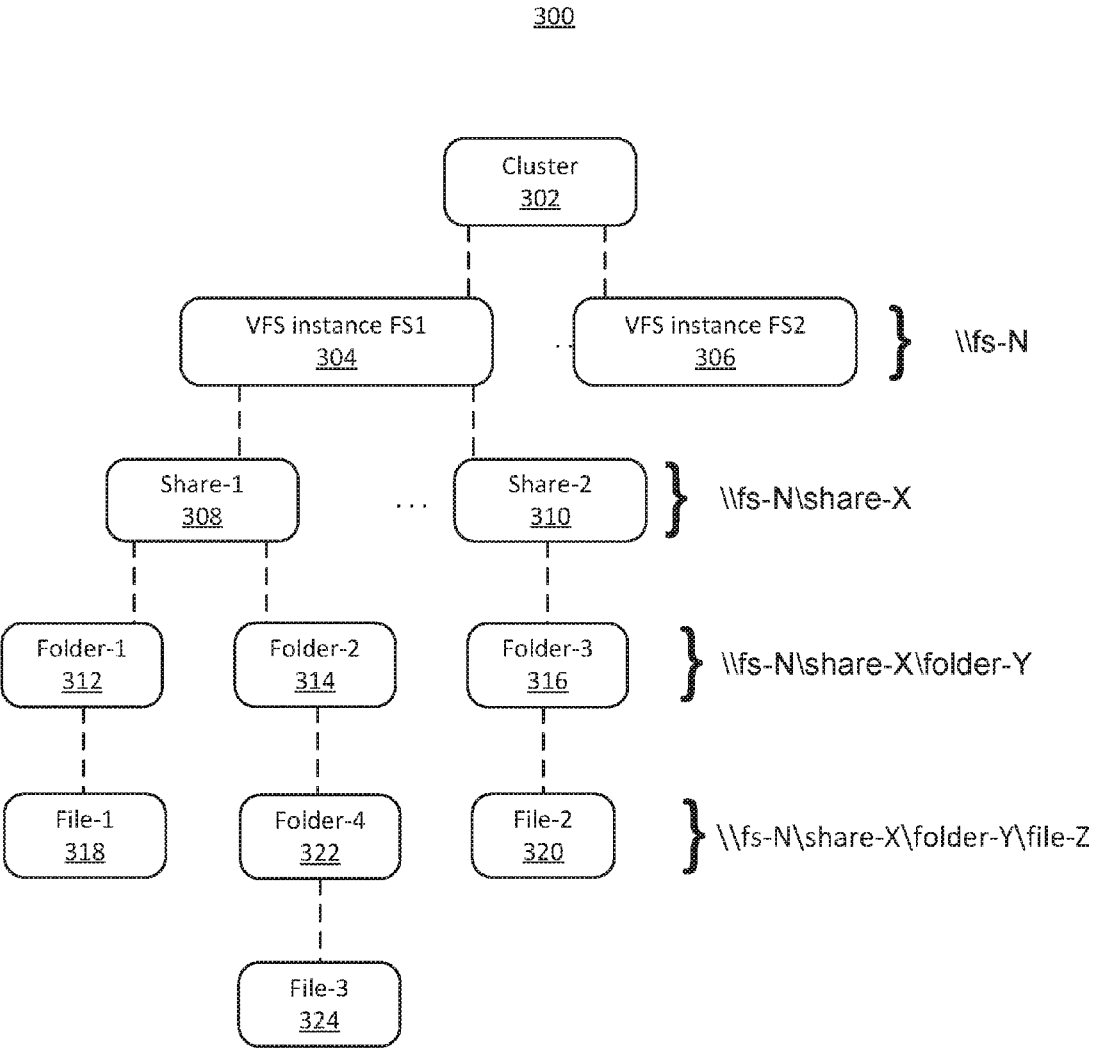 300
Cluster
302
VFS instance FS1
304
..
VFS instance FS2
306
} \\fs-N
Share-1
308
...
Share-2
310
} \\fs-N\share-X
Folder-1
312
Folder-2
314
Folder-3
316
} \\fs-N\share-X\folder-Y
File-1
318
Folder-4
322
File-2
320
} \\fs-N\share-X\folder-Y\file-Z
File-3
324